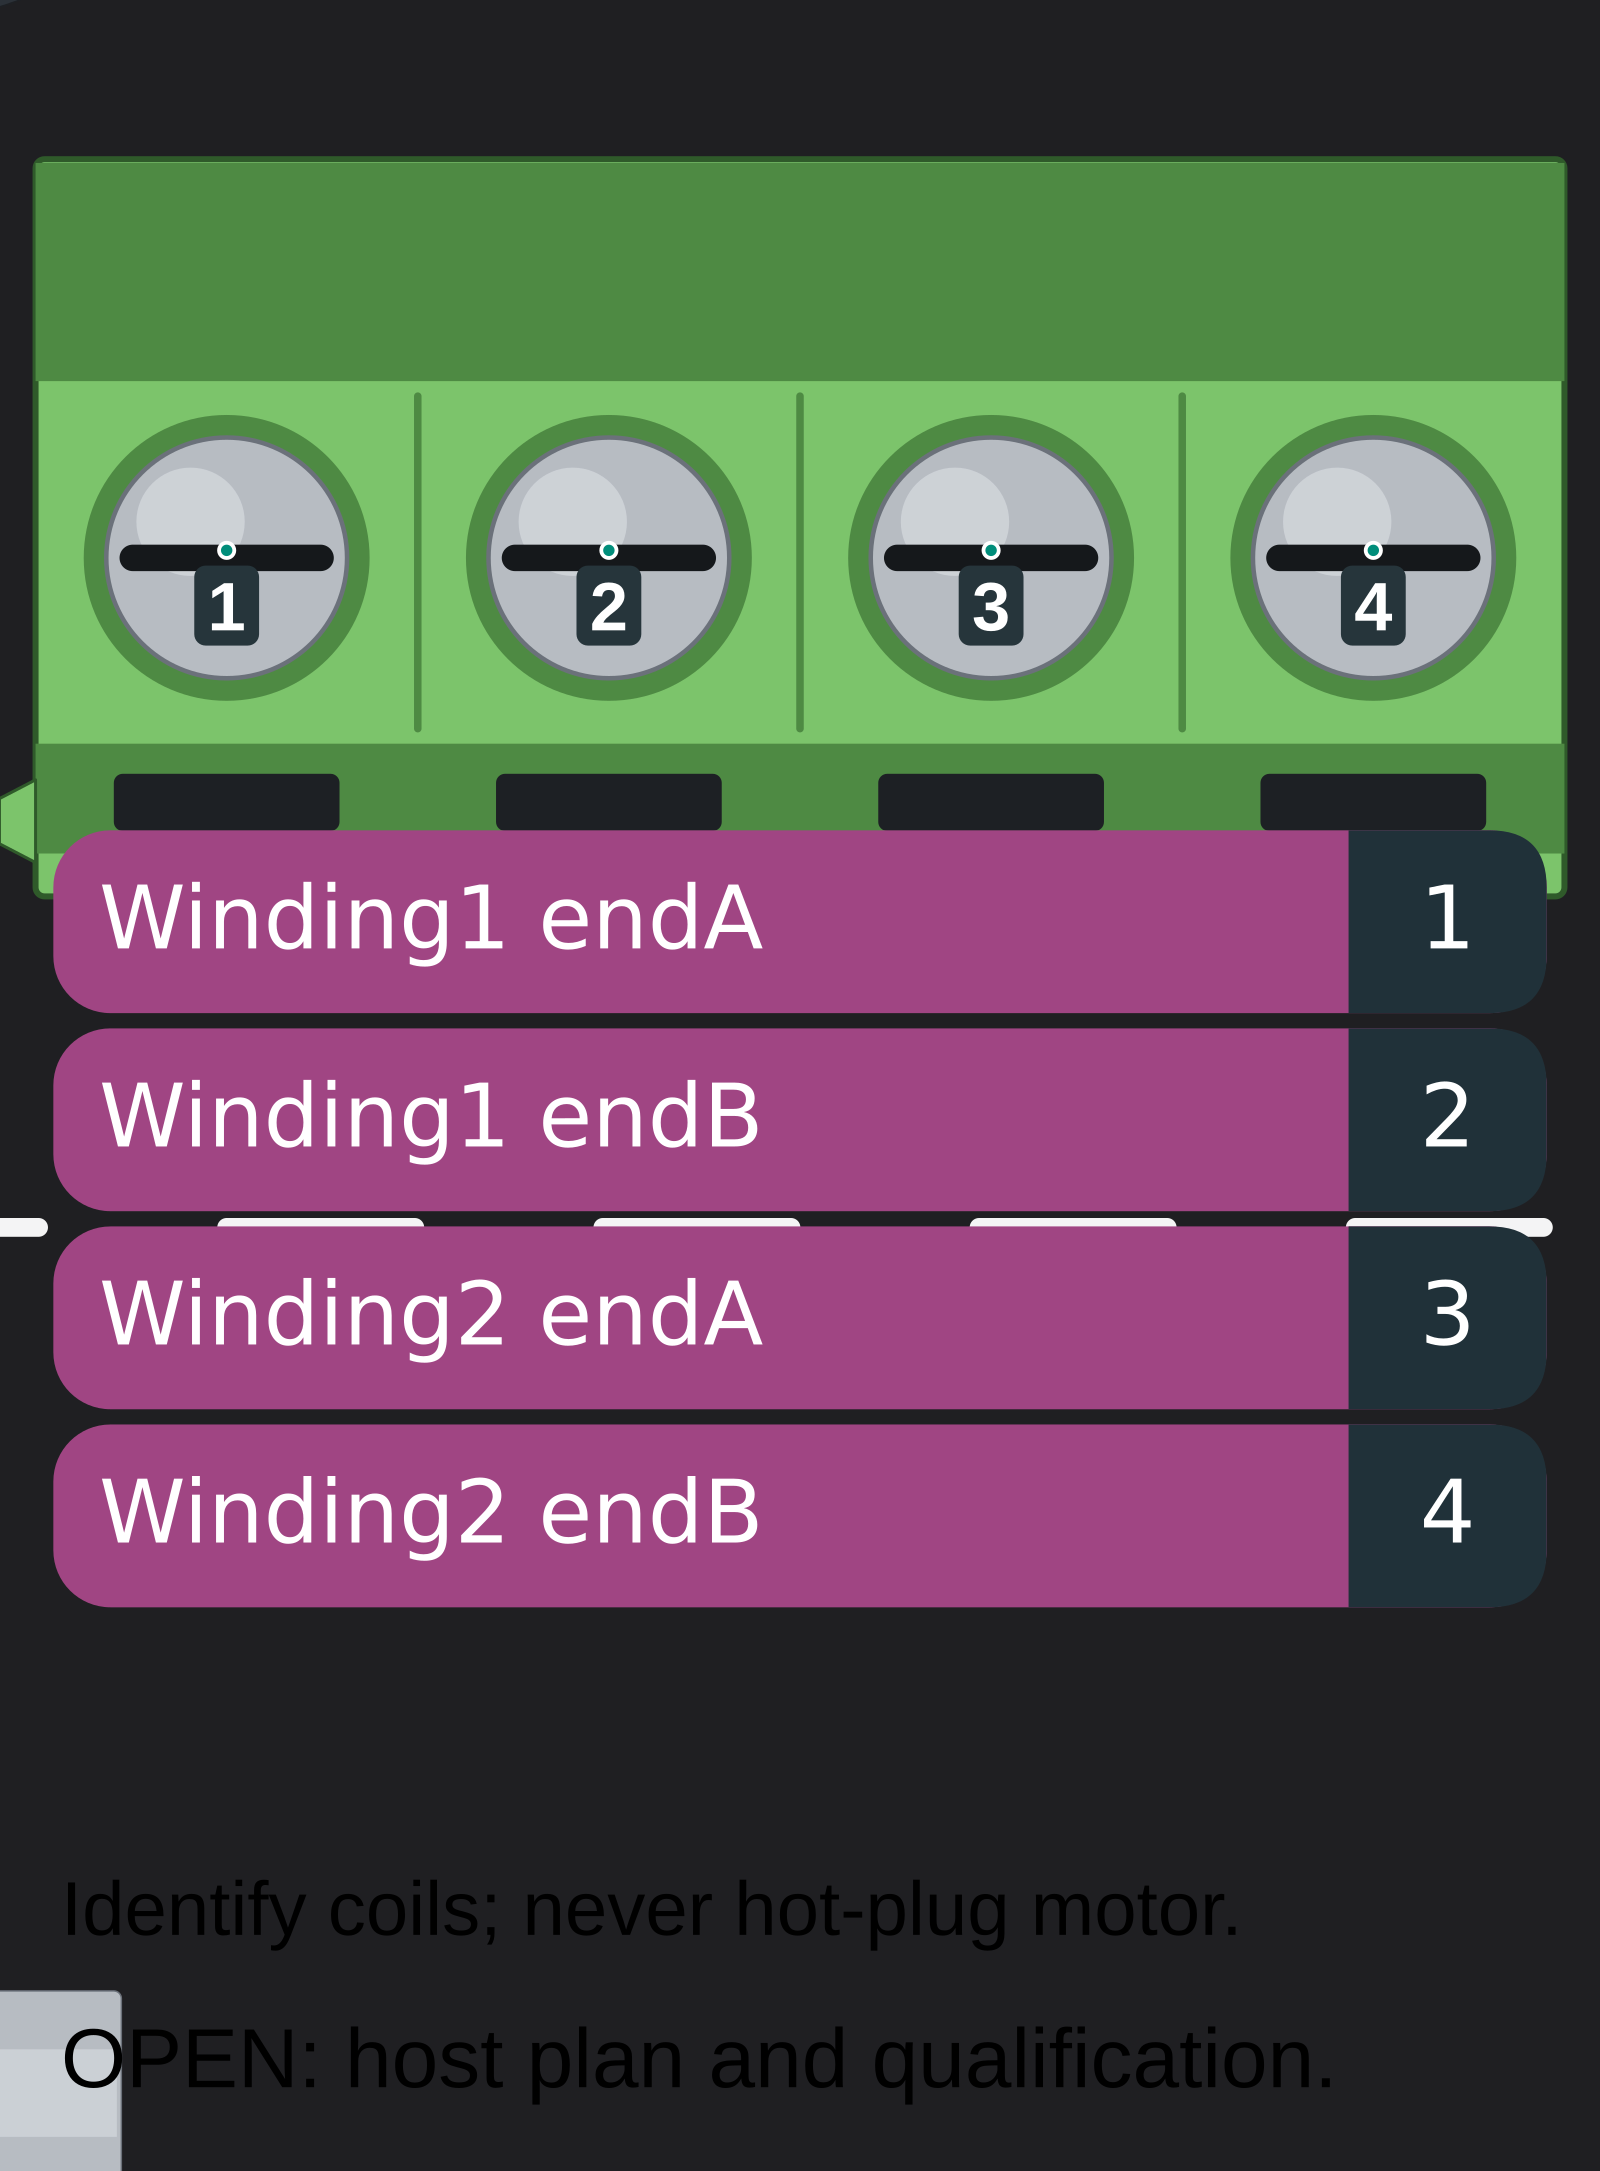 1 2 3 4
Winding1 endA 1
Winding1 endB 2
Winding2 endA 3
Winding2 endB 4
Identify coils; never hot-plug motor.
OPEN: host plan and qualification.